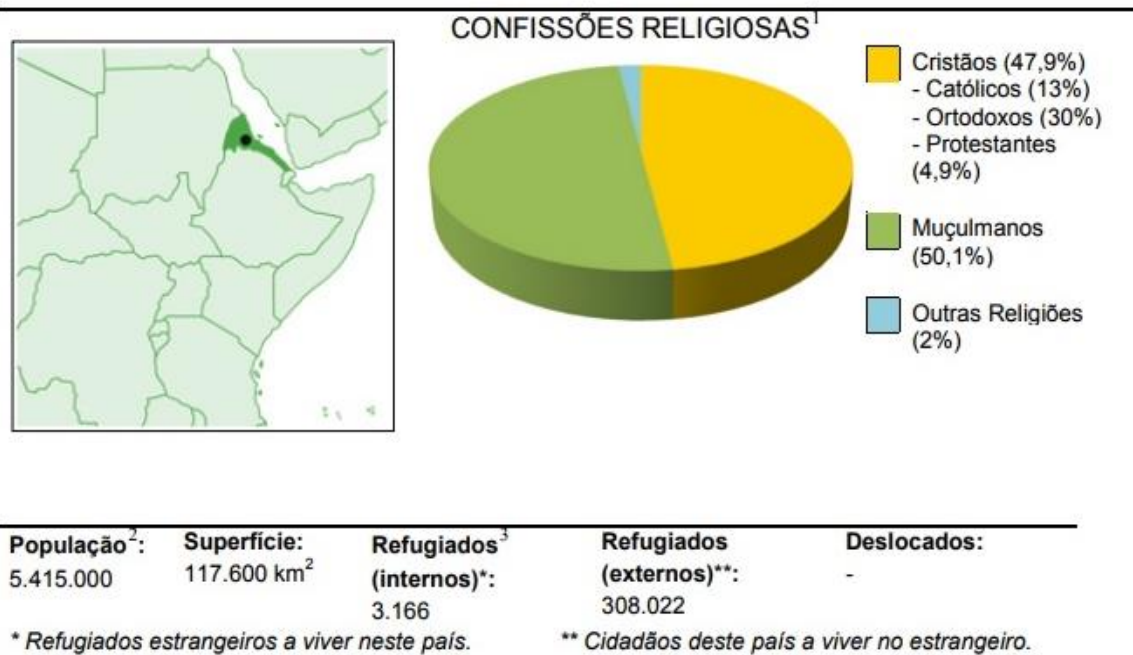 CONFISSÕES RELIGIOSAS¹
Cristãos (47,9%)
- Católicos (13%)
- Ortodoxos (30%)
- Protestantes
(4,9%)
Muçulmanos
(50,1%)
Outras Religiões
(2%)
População²:
5.415.000
Superfície:
117.600 km²
Refugiados³
(internos)*:
3.166
Refugiados
(externos)**:
308.022
Deslocados:
-
* Refugiados estrangeiros a viver neste país.
** Cidadãos deste país a viver no estrangeiro.